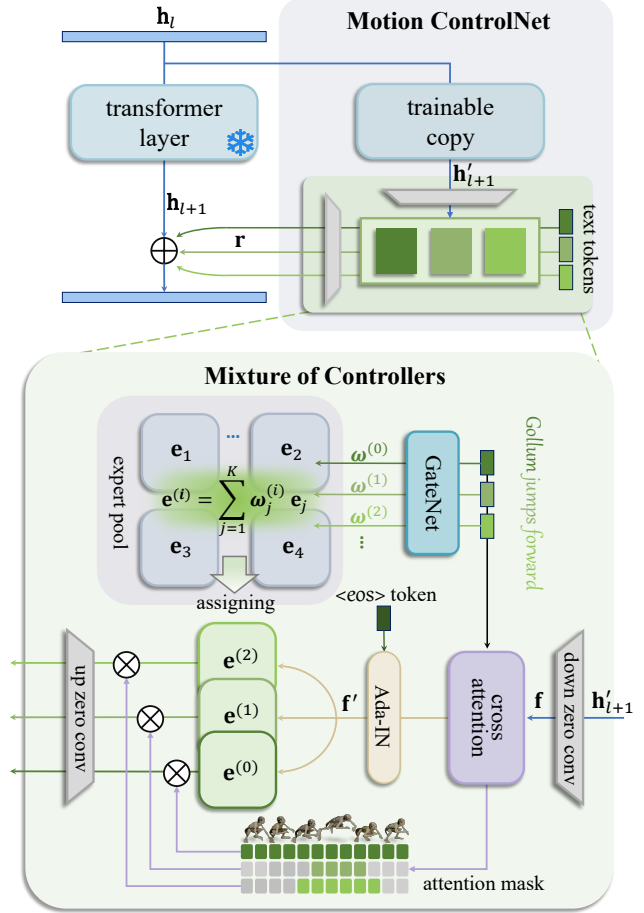 𝐡_l
Motion ControlNet
transformer
layer
trainable
copy
𝐡′_{l+1}
𝐡_{l+1}
𝐫
text tokens
Mixture of Controllers
𝐞_1
...
𝐞_2
𝐞^{(i)} = ∑_{j=1}^{K} 𝛚_j^{(i)} 𝐞_j
𝐞_3
𝐞_4
expert pool
assigning
𝛚^{(0)}
𝛚^{(1)}
𝛚^{(2)}
...
GateNet
Gollum jumps forward
<eos> token
up zero conv
𝐞^{(2)}
𝐞^{(1)}
𝐞^{(0)}
𝐟′
Ada-IN
cross
attention
𝐟
down zero conv
𝐡′_{l+1}
attention mask